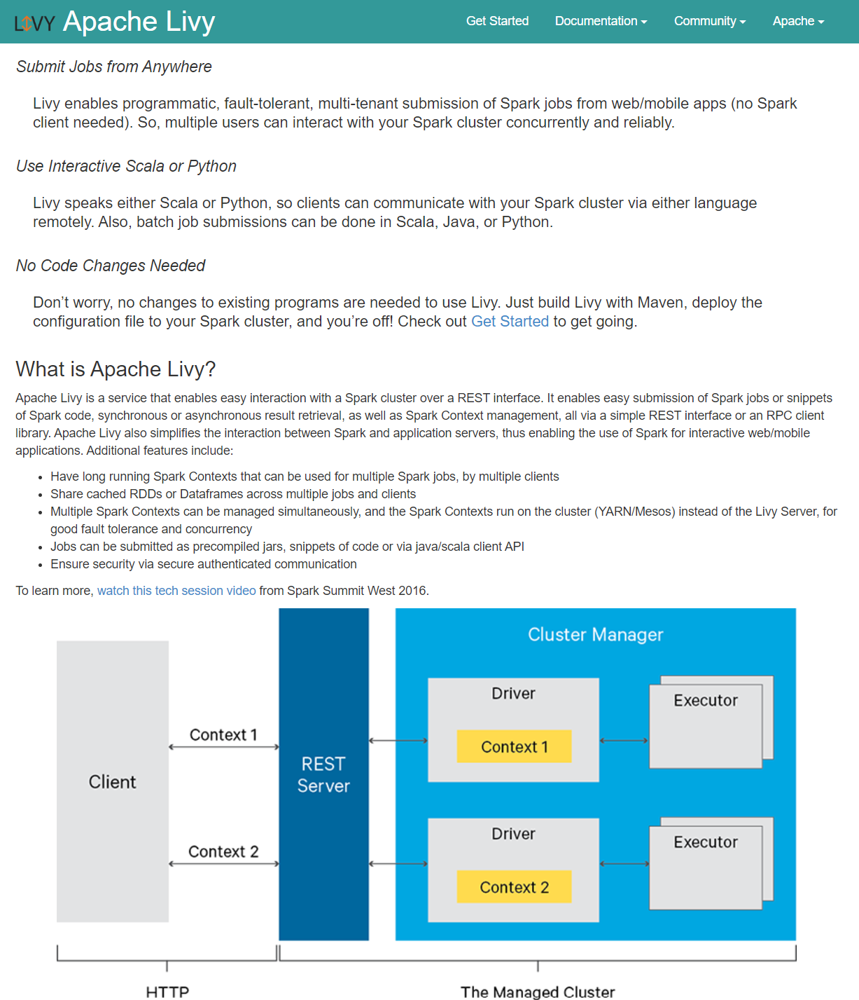 LIVY Apache Livy Get Started Documentation Community Apache
Submit Jobs from Anywhere
Livy enables programmatic, fault-tolerant, multi-tenant submission of Spark jobs from web/mobile apps (no Spark
client needed). So, multiple users can interact with your Spark cluster concurrently and reliably.
Use Interactive Scala or Python
Livy speaks either Scala or Python, so clients can communicate with your Spark cluster via either language
remotely. Also, batch job submissions can be done in Scala, Java, or Python.
No Code Changes Needed
Don’t worry, no changes to existing programs are needed to use Livy. Just build Livy with Maven, deploy the
configuration file to your Spark cluster, and you’re off! Check out Get Started to get going.
What is Apache Livy?
Apache Livy is a service that enables easy interaction with a Spark cluster over a REST interface. It enables easy submission of Spark jobs or snippets
of Spark code, synchronous or asynchronous result retrieval, as well as Spark Context management, all via a simple REST interface or an RPC client
library. Apache Livy also simplifies the interaction between Spark and application servers, thus enabling the use of Spark for interactive web/mobile
applications. Additional features include:
• Have long running Spark Contexts that can be used for multiple Spark jobs, by multiple clients
• Share cached RDDs or Dataframes across multiple jobs and clients
• Multiple Spark Contexts can be managed simultaneously, and the Spark Contexts run on the cluster (YARN/Mesos) instead of the Livy Server, for
good fault tolerance and concurrency
• Jobs can be submitted as precompiled jars, snippets of code or via java/scala client API
• Ensure security via secure authenticated communication
To learn more, watch this tech session video from Spark Summit West 2016.
Client
Context 1
Context 2
REST
Server
Cluster Manager
Driver
Context 1
Executor
Driver
Context 2
Executor
HTTP
The Managed Cluster